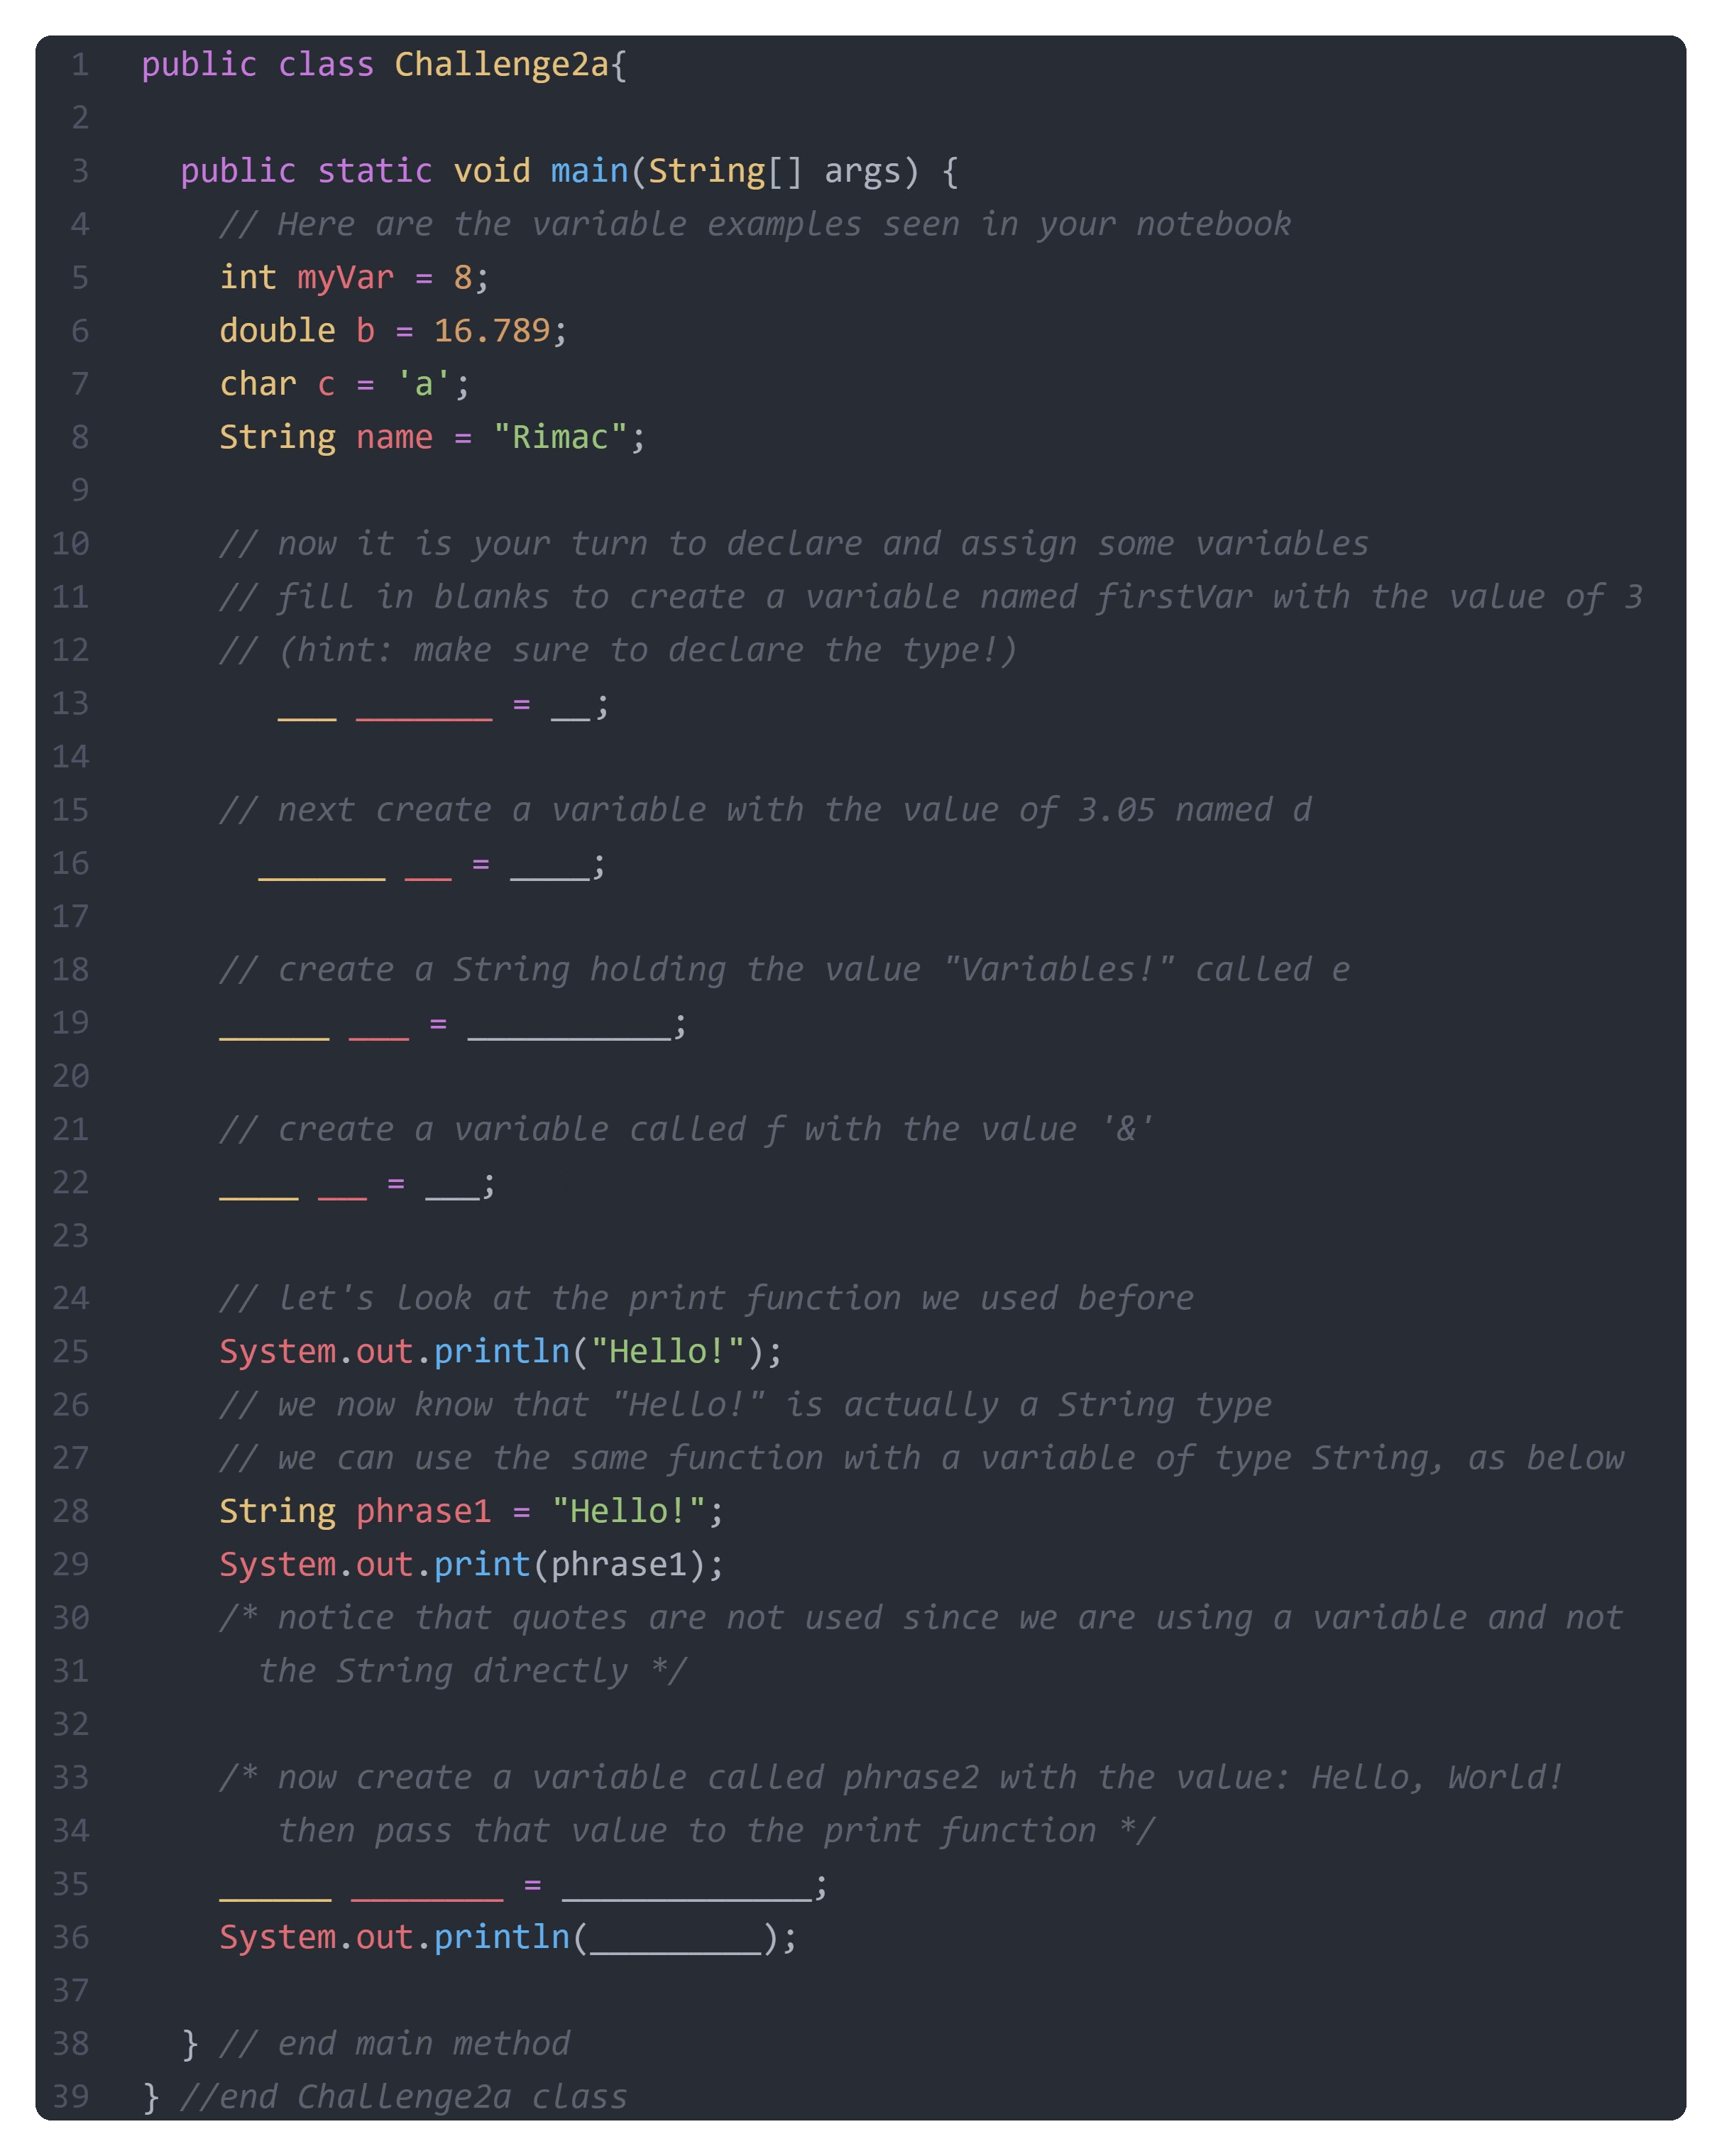 1 public class Challenge2a{
2
3 public static void main(String[] args) {
4 // Here are the variable examples seen in your notebook
5 int myVar = 8;
6 double b = 16.789;
7 char c = 'a';
8 String name = "Rimac";
9
10 // now it is your turn to declare and assign some variables
11 // fill in blanks to create a variable named firstVar with the value of 3
12 // (hint: make sure to declare the type!)
13 ___ _______ = __;
14
15 // next create a variable with the value of 3.05 named d
16 ______ __ = ____;
17
18 // create a String holding the value "Variables!" called e
19 ______ ___ = __________;
20
21 // create a variable called f with the value '&'
22 ____ __ = ___;
23
24 // let's look at the print function we used before
25 System.out.println("Hello!");
26 // we now know that "Hello!" is actually a String type
27 // we can use the same function with a variable of type String, as below
28 String phrase1 = "Hello!";
29 System.out.print(phrase1);
30 /* notice that quotes are not used since we are using a variable and not
31 the String directly */
32
33 /* now create a variable called phrase2 with the value: Hello, World!
34 then pass that value to the print function */
35 ______ ________ = _____________;
36 System.out.println(_________);
37
38 } // end main method
39 } //end Challenge2a class